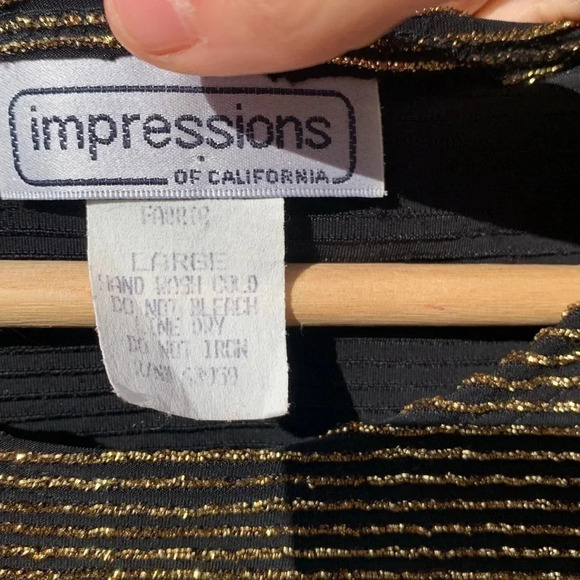 impressions
OF CALIFORNIA
FABRIC
LARGE
HAND WASH COLD
DO NOT BLEACH
LINE DRY
DO NOT IRON